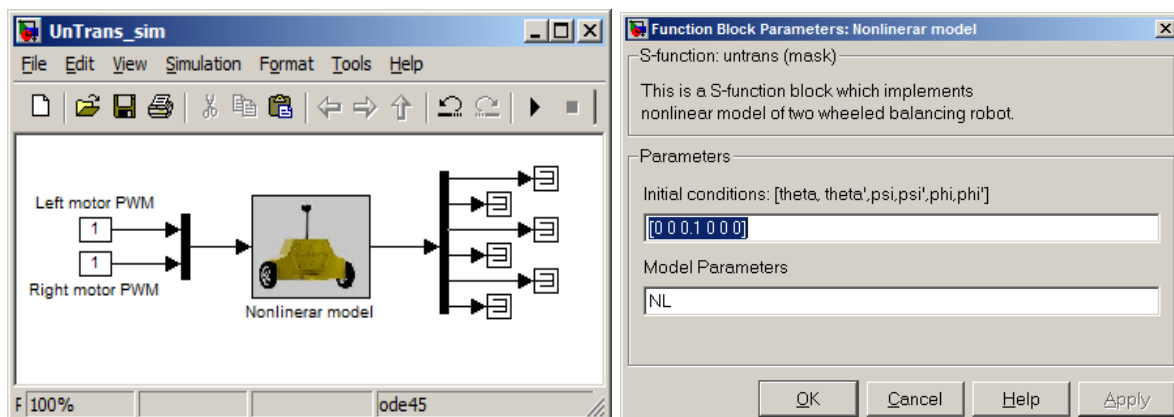 UnTrans_sim
File Edit View Simulation Format Tools Help
Left motor PWM
1
1
Right motor PWM
Nonlinerar model
F 100%
ode45
Function Block Parameters: Nonlinerar model
S-function: untrans (mask)
This is a S-function block which implements
nonlinear model of two wheeled balancing robot.
Parameters
Initial conditions: [theta, theta',psi,psi',phi,phi']
[0 0 0.1 0 0 0]
Model Parameters
NL
OK Cancel Help Apply